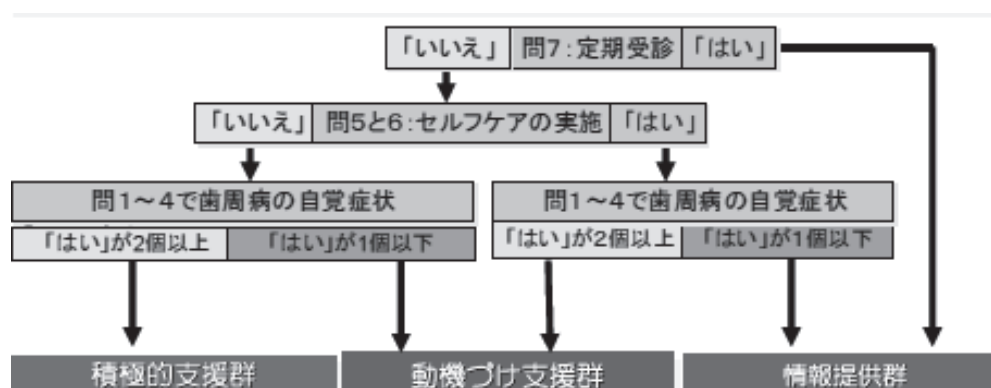 「いいえ」 問7：定期受診 「はい」
「いいえ」 問5と6：セルフケアの実施 「はい」
問1～4で歯周病の自覚症状 問1～4で歯周病の自覚症状
「はい」が2個以上 「はい」が1個以下 「はい」が2個以上 「はい」が1個以下
積極的支援群 動機づけ支援群 情報提供群